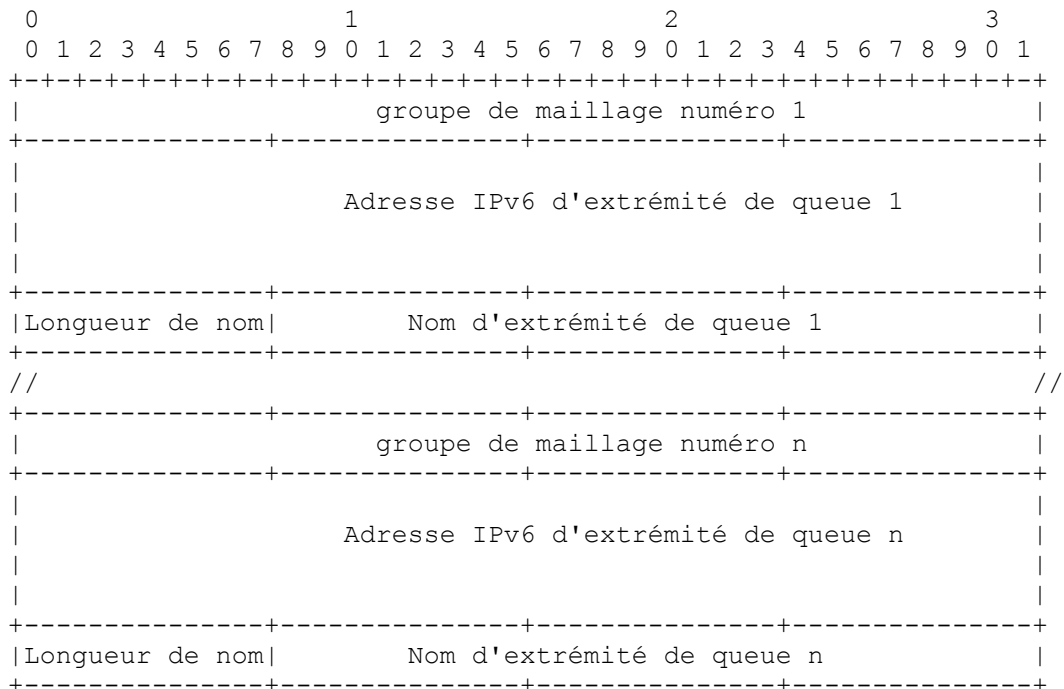 0                   1                   2                   3
 0 1 2 3 4 5 6 7 8 9 0 1 2 3 4 5 6 7 8 9 0 1 2 3 4 5 6 7 8 9 0 1
+-+-+-+-+-+-+-+-+-+-+-+-+-+-+-+-+-+-+-+-+-+-+-+-+-+-+-+-+-+-+-+-+
|                      groupe de maillage numéro 1              |
+---------------+---------------+---------------+---------------+
|                                                               |
|                    Adresse IPv6 d'extrémité de queue 1        |
|                                                               |
|                                                               |
+---------------+---------------+---------------+---------------+
|Longueur de nom|        Nom d'extrémité de queue 1             |
+---------------+---------------+---------------+---------------+
//                                                              //
+---------------+---------------+---------------+---------------+
|                      groupe de maillage numéro n              |
+---------------+---------------+---------------+---------------+
|                                                               |
|                    Adresse IPv6 d'extrémité de queue n        |
|                                                               |
|                                                               |
+---------------+---------------+---------------+---------------+
|Longueur de nom|        Nom d'extrémité de queue n             |
+---------------+---------------+---------------+---------------+